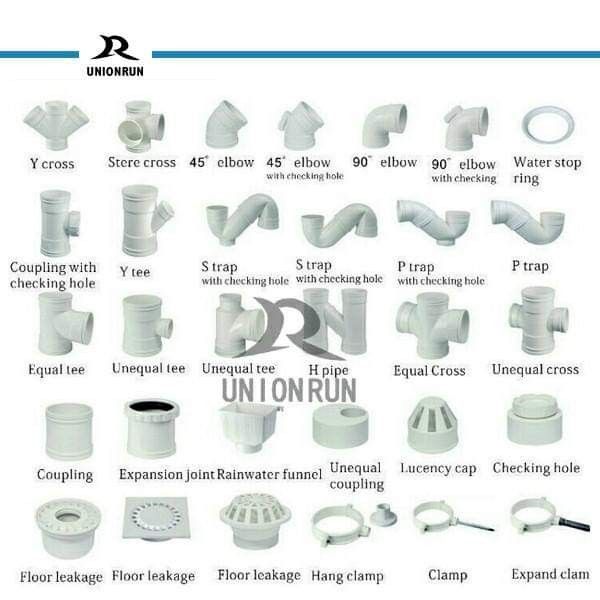 UNIONRUN
Y cross
Stere cross
45° elbow
45° elbow
with checking hole
90° elbow
90° elbow
with checking
Water stop
ring
Coupling with
checking hole
Y tee
S trap
with checking hole
S trap
with checking hole
P trap
with checking hole
P trap
Equal tee
Unequal tee
Unequal tee
H pipe
Equal Cross
Unequal cross
UNIONRUN
Coupling
Expansion joint
Rainwater funnel
Unequal
coupling
Lucency cap
Checking hole
Floor leakage
Floor leakage
Floor leakage
Hang clamp
Clamp
Expand clam